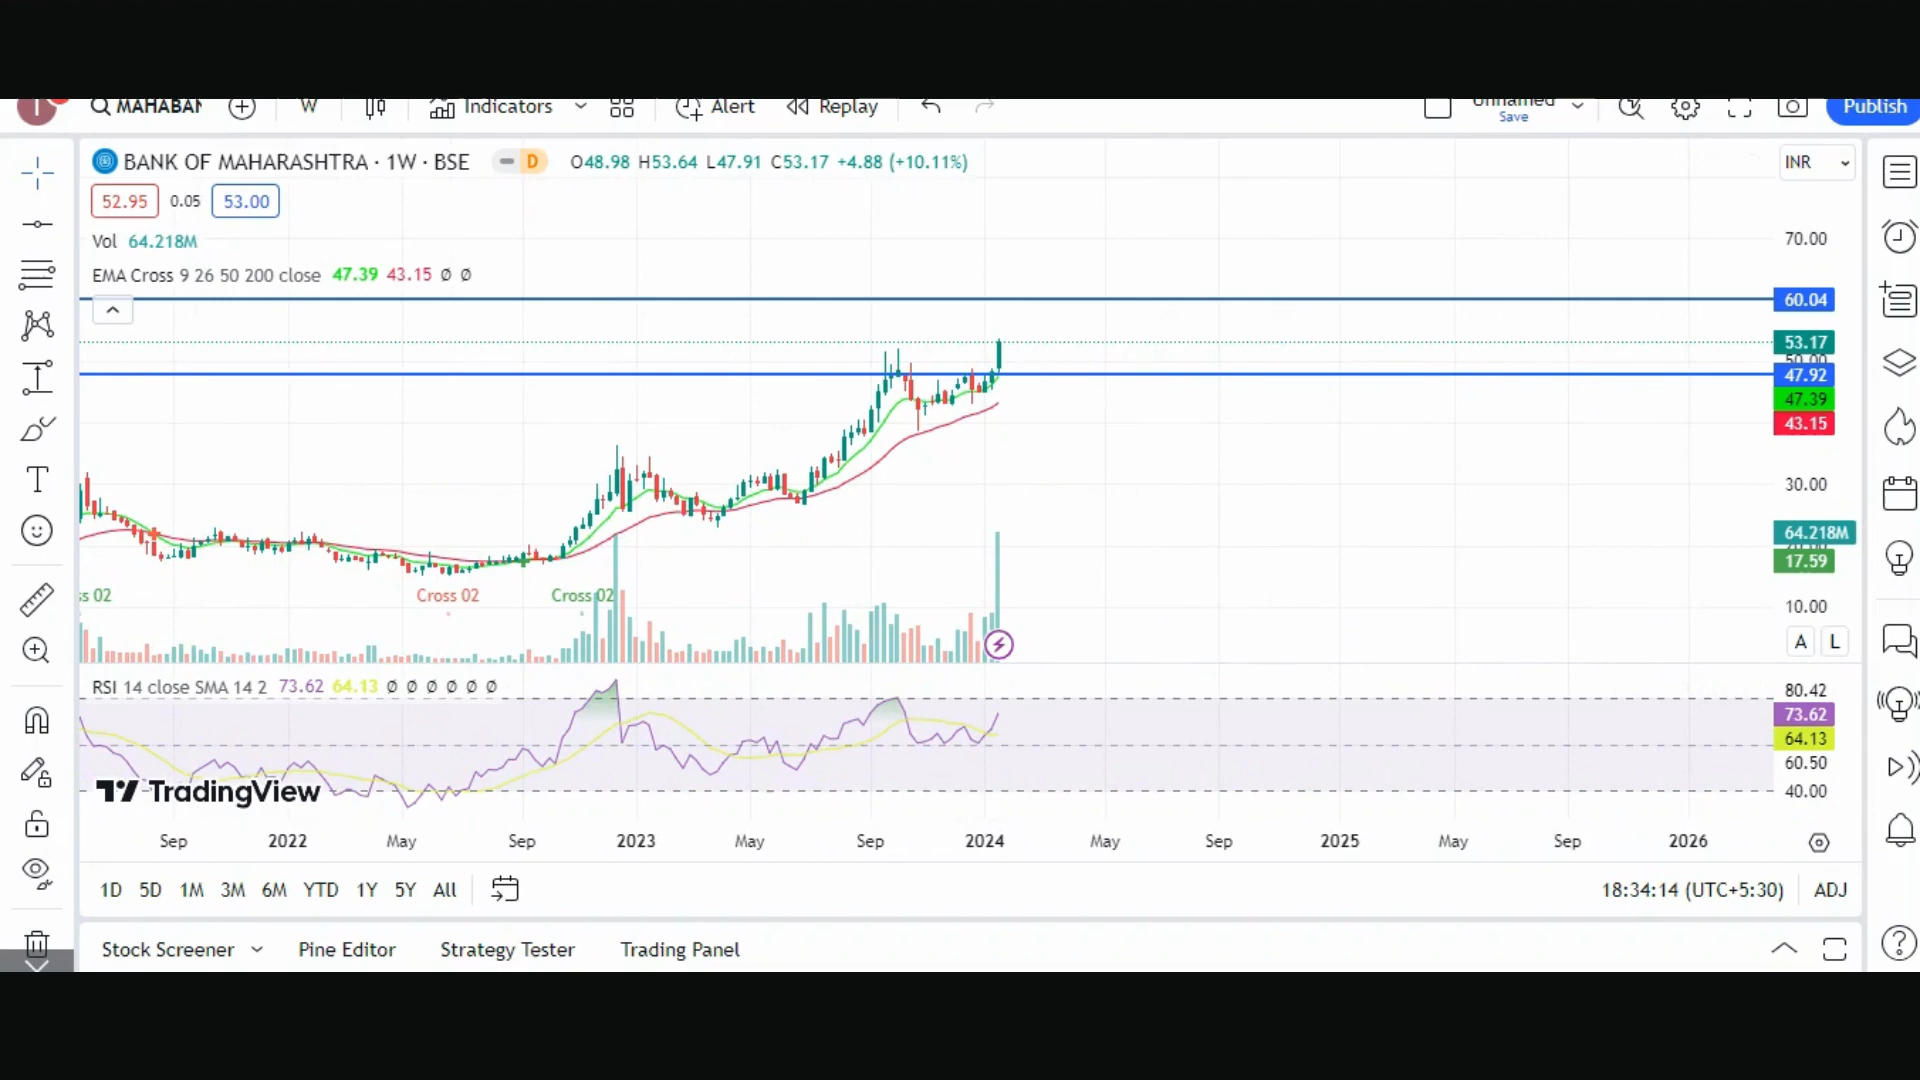 MAHABAN W Indicators Alert Replay Unnamed Save Publish
BANK OF MAHARASHTRA · 1W · BSE D O48.98 H53.64 L47.91 C53.17 +4.88 (+10.11%) INR
52.95 0.05 53.00
Vol 64.218M
70.00
EMA Cross 9 26 50 200 close 47.39 43.15 Ø Ø
60.04
53.17
50.00
47.92
47.39
43.15
30.00
64.218M
17.59
s 02 Cross 02 Cross 02
10.00
A L
RSI 14 close SMA 14 2 73.62 64.13 Ø Ø Ø Ø Ø Ø
80.42
73.62
64.13
60.50
TradingView
40.00
Sep 2022 May Sep 2023 May Sep 2024 May Sep 2025 May Sep 2026
1D 5D 1M 3M 6M YTD 1Y 5Y All 18:34:14 (UTC+5:30) ADJ
Stock Screener Pine Editor Strategy Tester Trading Panel